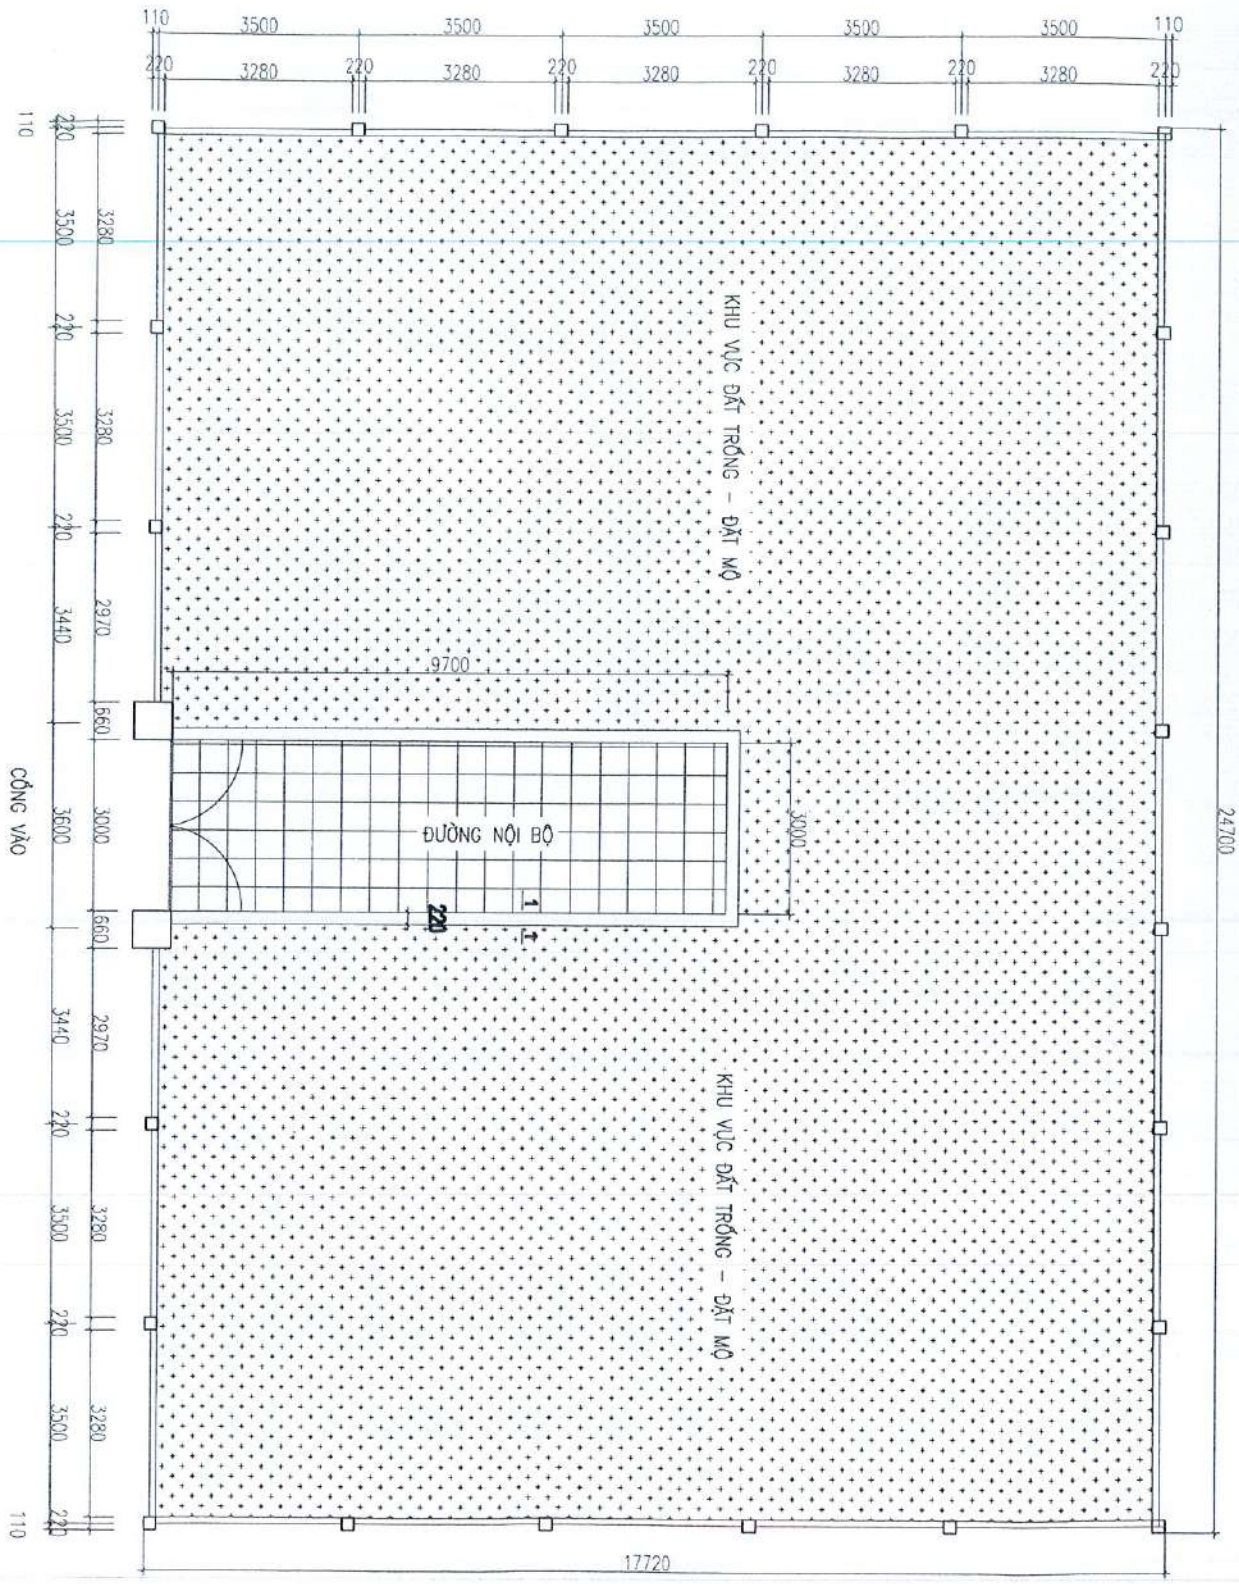 110 3500 3500 3500 3500 3500 110
220 3280 220 3280 220 3280 220 3280 220 3280 220
110
220 3500 220 3500 220 3440 3600 3440 220 3500 220 3500 220
110
3280 3280 2970 660 3000 660 2970 3280 3280
24700
KHU VỰC ĐẤT TRỐNG - ĐẶT MỘ
9700
3000
ĐƯỜNG NỘI BỘ
1
1
220
CỔNG VÀO
KHU VỰC ĐẤT TRỐNG - ĐẶT MỘ
17720